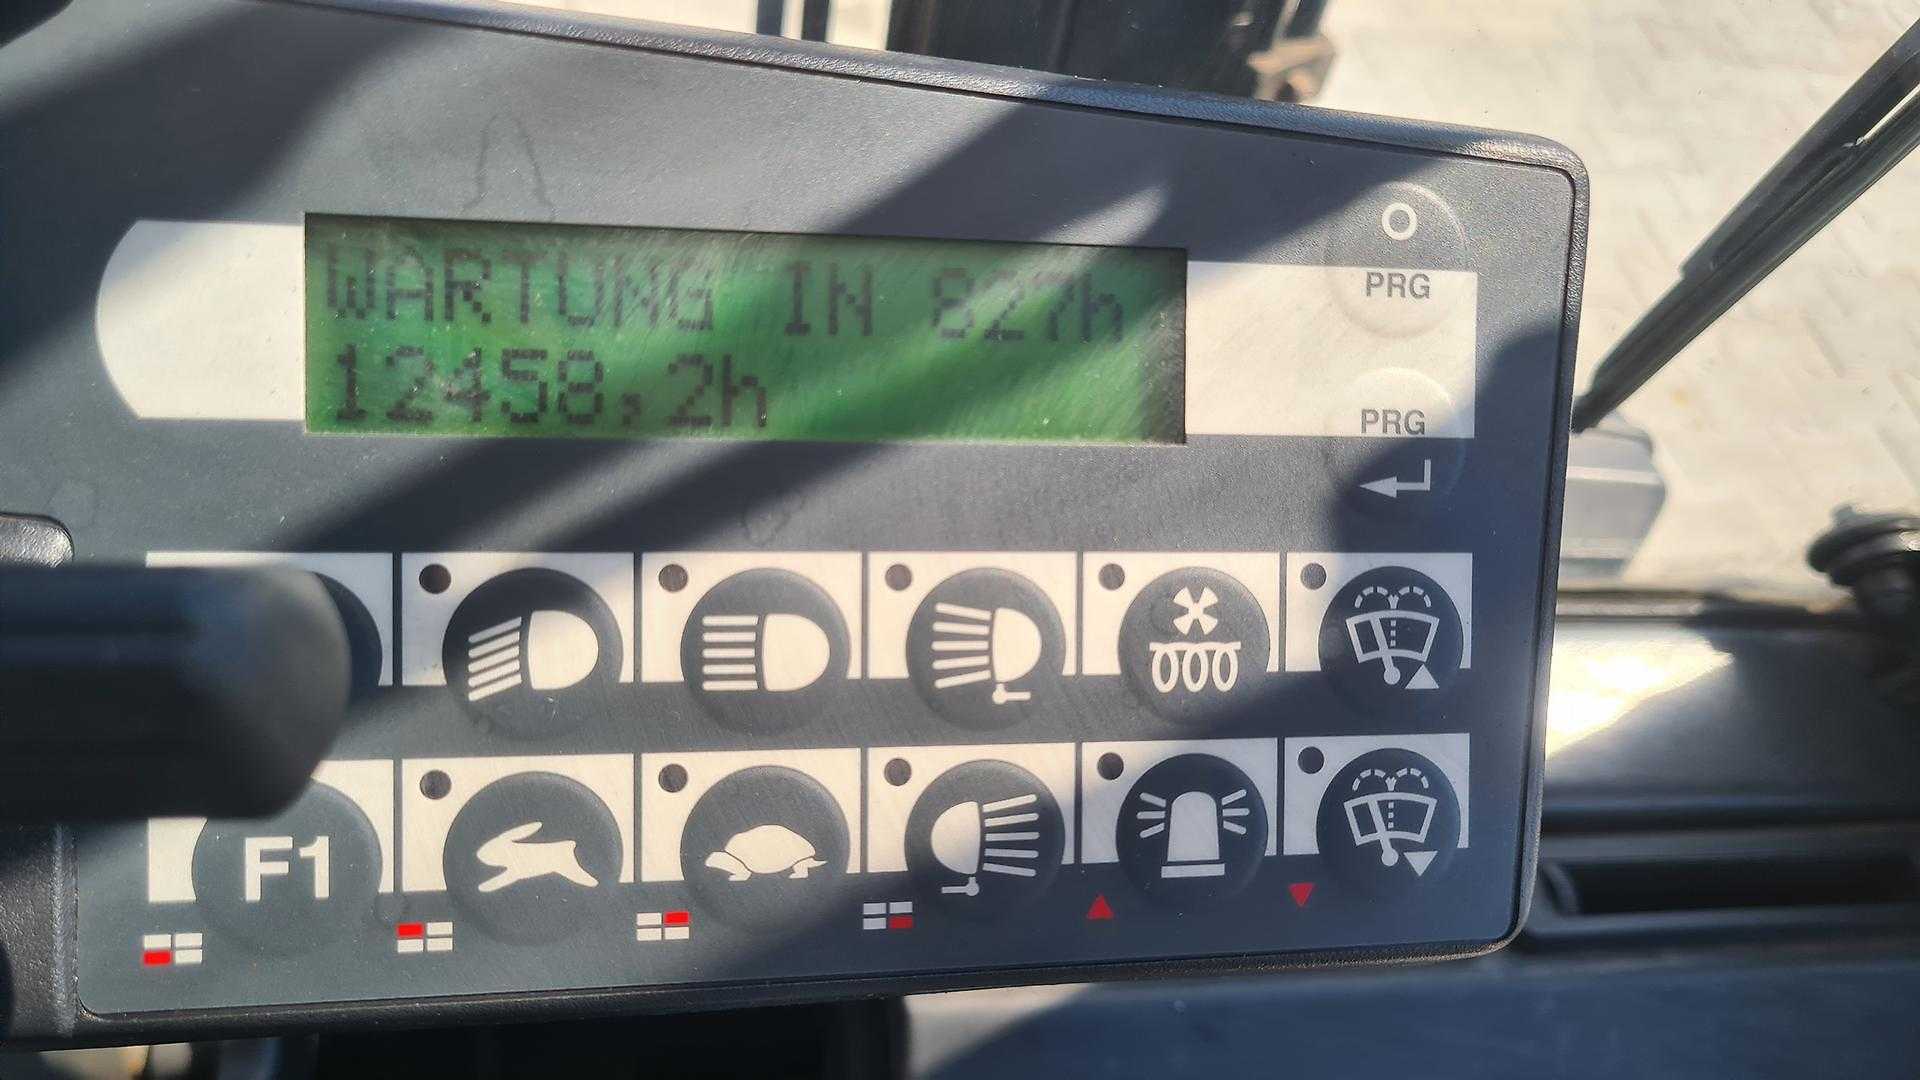 WARTUNG IN 827h
12458,2h
PRG
PRG
F1